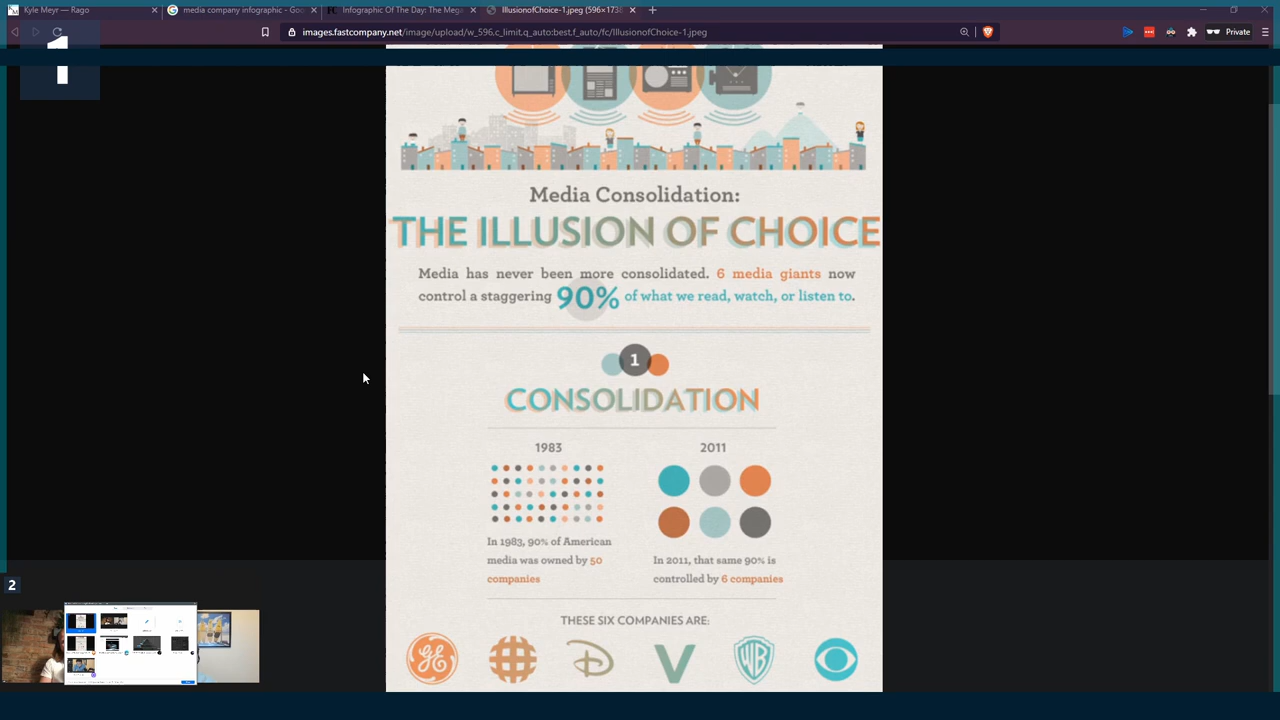 Kyle Meyr — Rago
media company infographic - Goo
Infographic Of The Day: The Mega
IllusionofChoice-1.jpeg (596×1738
images.fastcompany.net/image/upload/w_596.c_limit.q_auto:best.f_auto/fc/IllusionofChoice-1.jpeg
Private
1
Media Consolidation:
THE ILLUSION OF CHOICE
Media has never been more consolidated. 6 media giants now
control a staggering 90% of what we read, watch, or listen to.
1
CONSOLIDATION
1983
2011
In 1983, 90% of American
media was owned by 50
companies
In 2011, that same 90% is
controlled by 6 companies
THESE SIX COMPANIES ARE:
GE
D
V
WB
2